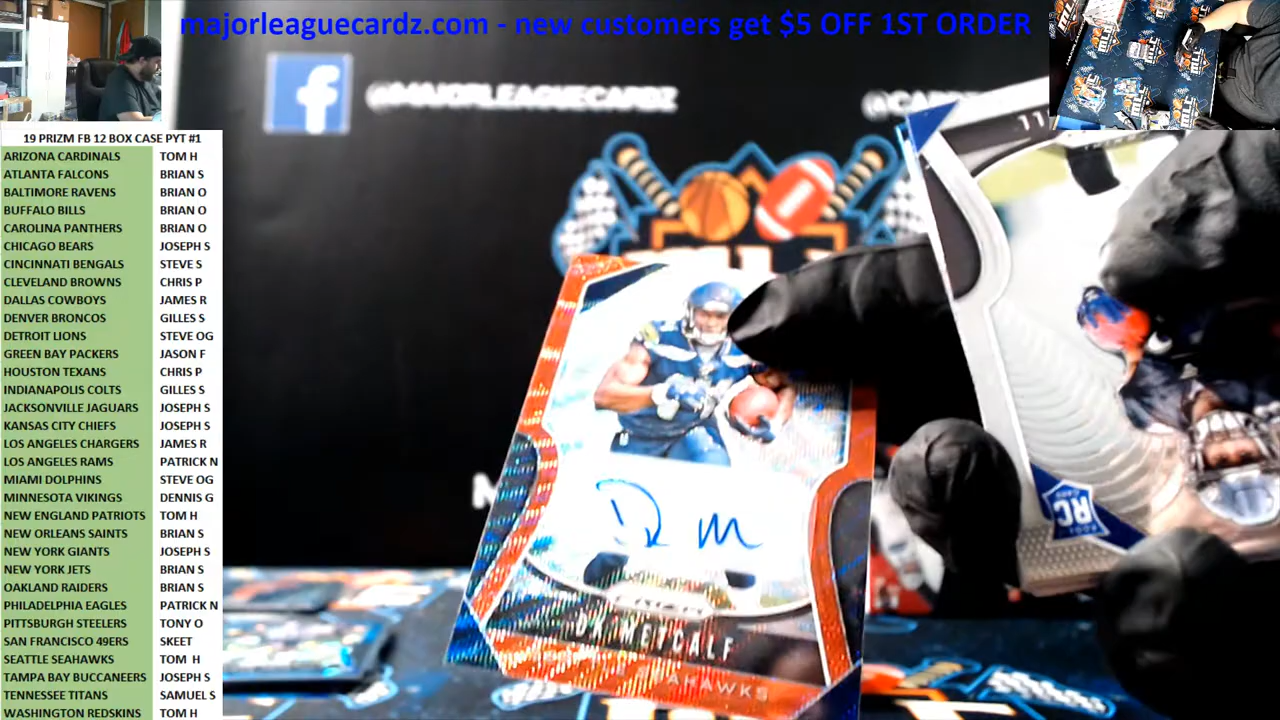 majorleaguecardz.com - new customers get $5 OFF 1ST ORDER
@MAJORLEAGUECARDZ
19 PRIZM FB 12 BOX CASE PYT #1
ARIZONA CARDINALS TOM H
ATLANTA FALCONS BRIAN S
BALTIMORE RAVENS BRIAN O
BUFFALO BILLS BRIAN O
CAROLINA PANTHERS BRIAN O
CHICAGO BEARS JOSEPH S
CINCINNATI BENGALS STEVE S
CLEVELAND BROWNS CHRIS P
DALLAS COWBOYS JAMES R
DENVER BRONCOS GILLES S
DETROIT LIONS STEVE OG
GREEN BAY PACKERS JASON F
HOUSTON TEXANS CHRIS P
INDIANAPOLIS COLTS GILLES S
JACKSONVILLE JAGUARS JOSEPH S
KANSAS CITY CHIEFS JOSEPH S
LOS ANGELES CHARGERS JAMES R
LOS ANGELES RAMS PATRICK N
MIAMI DOLPHINS STEVE OG
MINNESOTA VIKINGS DENNIS G
NEW ENGLAND PATRIOTS TOM H
NEW ORLEANS SAINTS BRIAN S
NEW YORK GIANTS JOSEPH S
NEW YORK JETS BRIAN S
OAKLAND RAIDERS BRIAN S
PHILADELPHIA EAGLES PATRICK N
PITTSBURGH STEELERS TONY O
SAN FRANCISCO 49ERS SKEET
SEATTLE SEAHAWKS TOM H
TAMPA BAY BUCCANEERS JOSEPH S
TENNESSEE TITANS SAMUEL S
WASHINGTON REDSKINS TOM H
DK M
DK METCALF
SEAHAWKS
11
RC